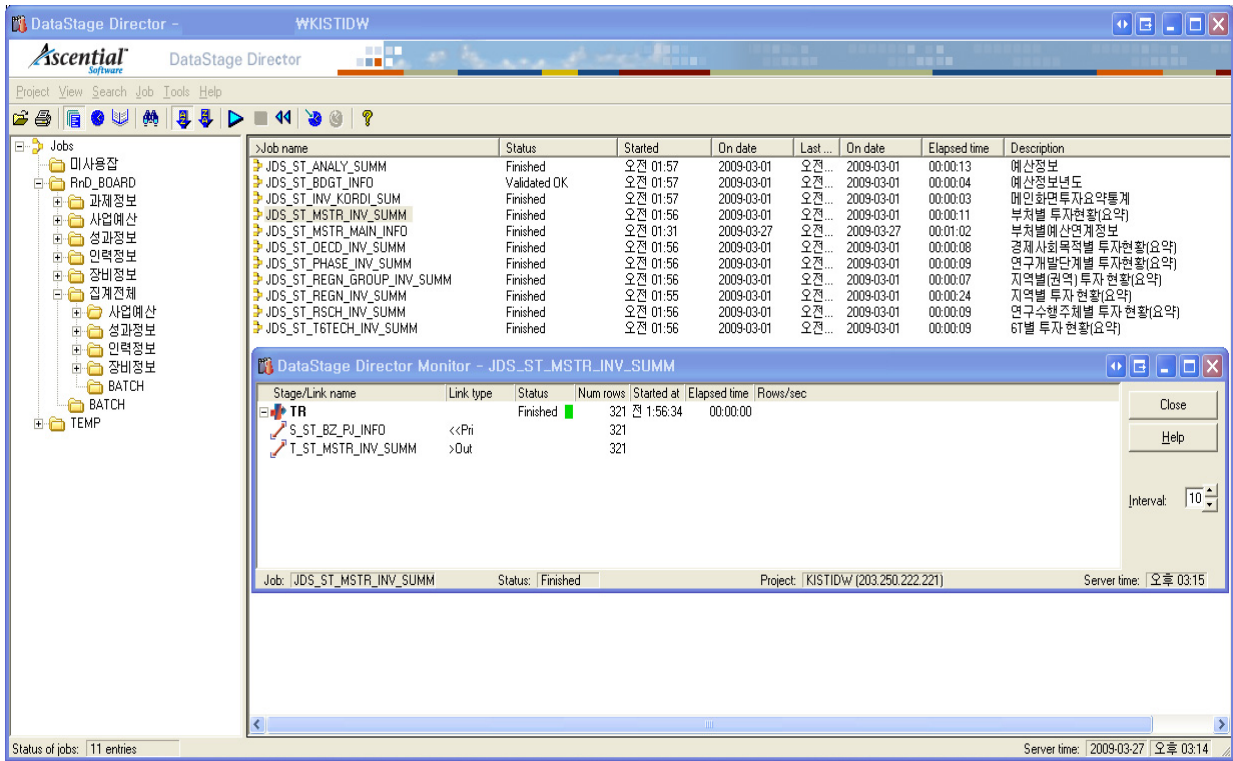 DataStage Director - ₩KISTIDW
Ascential Software DataStage Director
Project View Search Job Tools Help
Jobs
미사용잡
RnD_BOARD
과제정보
사업예산
성과정보
인력정보
장비정보
집계전체
사업예산
성과정보
인력정보
장비정보
BATCH
BATCH
TEMP
>Job name Status Started On date Last ... On date Elapsed time Description
JDS_ST_ANALY_SUMM Finished 오전 01:57 2009-03-01 오전... 2009-03-01 00:00:13 예산정보
JDS_ST_BDGT_INFO Validated OK 오전 01:57 2009-03-01 오전... 2009-03-01 00:00:04 예산정보년도
JDS_ST_INV_KORDI_SUM Finished 오전 01:57 2009-03-01 오전... 2009-03-01 00:00:03 메인화면투자요약통계
JDS_ST_MSTR_INV_SUMM Finished 오전 01:56 2009-03-01 오전... 2009-03-01 00:00:11 부처별 투자현황(요약)
JDS_ST_MSTR_MAIN_INFO Finished 오전 01:31 2009-03-27 오전... 2009-03-27 00:01:02 부처별예산연계정보
JDS_ST_OECD_INV_SUMM Finished 오전 01:56 2009-03-01 오전... 2009-03-01 00:00:08 경제사회목적별 투자현황(요약)
JDS_ST_PHASE_INV_SUMM Finished 오전 01:56 2009-03-01 오전... 2009-03-01 00:00:09 연구개발단계별 투자현황(요약)
JDS_ST_REGN_GROUP_INV_SUMM Finished 오전 01:56 2009-03-01 오전... 2009-03-01 00:00:07 지역별(권역) 투자현황(요약)
JDS_ST_REGN_INV_SUMM Finished 오전 01:55 2009-03-01 오전... 2009-03-01 00:00:24 지역별 투자현황(요약)
JDS_ST_RSCH_INV_SUMM Finished 오전 01:56 2009-03-01 오전... 2009-03-01 00:00:09 연구수행주체별 투자현황(요약)
JDS_ST_T6TECH_INV_SUMM Finished 오전 01:56 2009-03-01 오전... 2009-03-01 00:00:09 6T별 투자현황(요약)
DataStage Director Monitor - JDS_ST_MSTR_INV_SUMM
Stage/Link name Link type Status Num rows Started at Elapsed time Rows/sec
TR Finished 321 전 1:56:34 00:00:00
S_ST_BZ_PJ_INFO <<Pri 321
T_ST_MSTR_INV_SUMM >Out 321
Close
Help
Interval: 10
Job: JDS_ST_MSTR_INV_SUMM Status: Finished Project: KISTIDW (203.250.222.221) Server time: 오후 03:15
Status of jobs: 11 entries Server time: 2009-03-27 오후 03:14